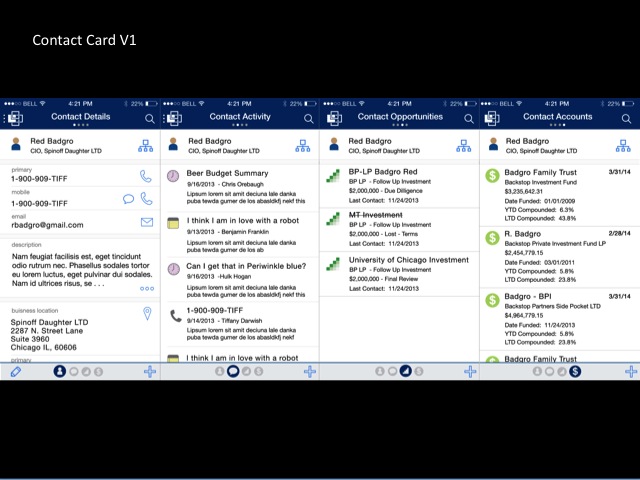 Contact Card V1
BELL 4:21 PM 22%
Contact Details
Red Badgro
CIO, Spinoff Daughter LTD
primary
1-900-909-TIFF
mobile
1-900-909-TIFF
email
rbadgro@gmail.com
description
Nam feugiat facilisis est, eget tincidunt
odio rutrum nec. Phasellus sodales tortor
eu lorem luctus, eget cursus dui sodales.
Nam id ultrices risus, se . . .
buisness location
Spinoff Daughter LTD
2287 N. Street Lane
Suite 3960
Chicago IL, 60606
primary
BELL 4:21 PM 22%
Contact Activity
Red Badgro
CIO, Spinoff Daughter LTD
Beer Budget Summary
9/16/2013 - Chris Orebaugh
Lipsum lorem sit amit deciuna lale danka
puba tewda gumer de los abasldkfj nekf this
I think I am in love with a robot
9/13/2013 - Benjamin Franklin
Lipsum lorem sit amit deciuna lale danka
puba tewda gumer de los ab
Can I get that in Periwinkle blue?
9/16/2013 -Hulk Hogan
Lipsum lorem sit amit deciuna lale danka
puba tewda gumer de los abasldkfj nekf this
1-900-909-TIFF
9/14/2013 - Tiffany Darwish
Lipsum lorem sit amit deciuna lale danka
puba tewda gumer de los abasldkfj nekf
I think I am in love with a robot
BELL 4:21 PM 22%
Contact Opportunities
Red Badgro
CIO, Spinoff Daughter LTD
BP-LP Badgro Red
BP LP - Follow Up Investment
$2,000,000 - Due Dilligence
Last Contact: 11/24/2013
MT Investment
BP LP - Follow Up Investment
$2,000,000 - Lost - Terms
Last Contact: 11/24/2013
University of Chicago Investment
BP LP - Follow Up Investment
$2,000,000 - Final Review
Last Contact: 11/24/2013
BELL 4:21 PM 22%
Contact Accounts
Red Badgro
CIO, Spinoff Daughter LTD
Badgro Family Trust 3/31/14
Backstop Investment Fund
$3,235,642.31
Date Funded: 01/01/2009
YTD Compounded: 6.3%
LTD Compounded: 43.8%
R. Badgro 2/28/14
Backstop Private Investment Fund LP
$2,454,779.15
Date Funded: 03/01/2011
YTD Compounded: 5.8%
LTD Compounded: 23.8%
Badgro - BPI 3/31/14
Backstop Partners Side Pocket LTD
$4,964,779.15
Date Funded: 11/24/2013
YTD Compounded: 5.8%
LTD Compounded: 23.8%
Badgro Family Trust